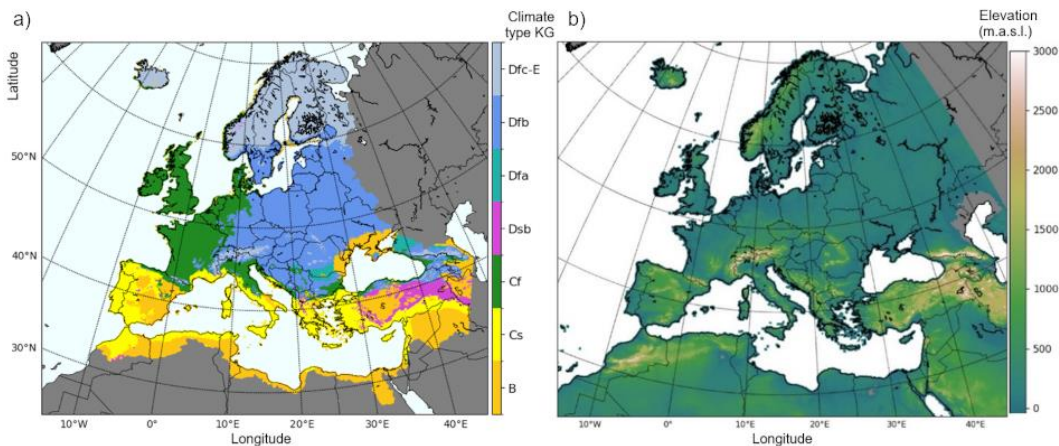 a)
Climate
type KG
Latitude
50°N
40°N
30°N
Dfc-E
Dfb
Dfa
Dsb
Cf
Cs
B
10°W 0° 10°E 20°E 30°E 40°E
Longitude
b)
Elevation
(m.a.s.l.)
3000
2500
2000
1500
1000
500
0
10°W 0° 10°E 20°E 30°E 40°E
Longitude